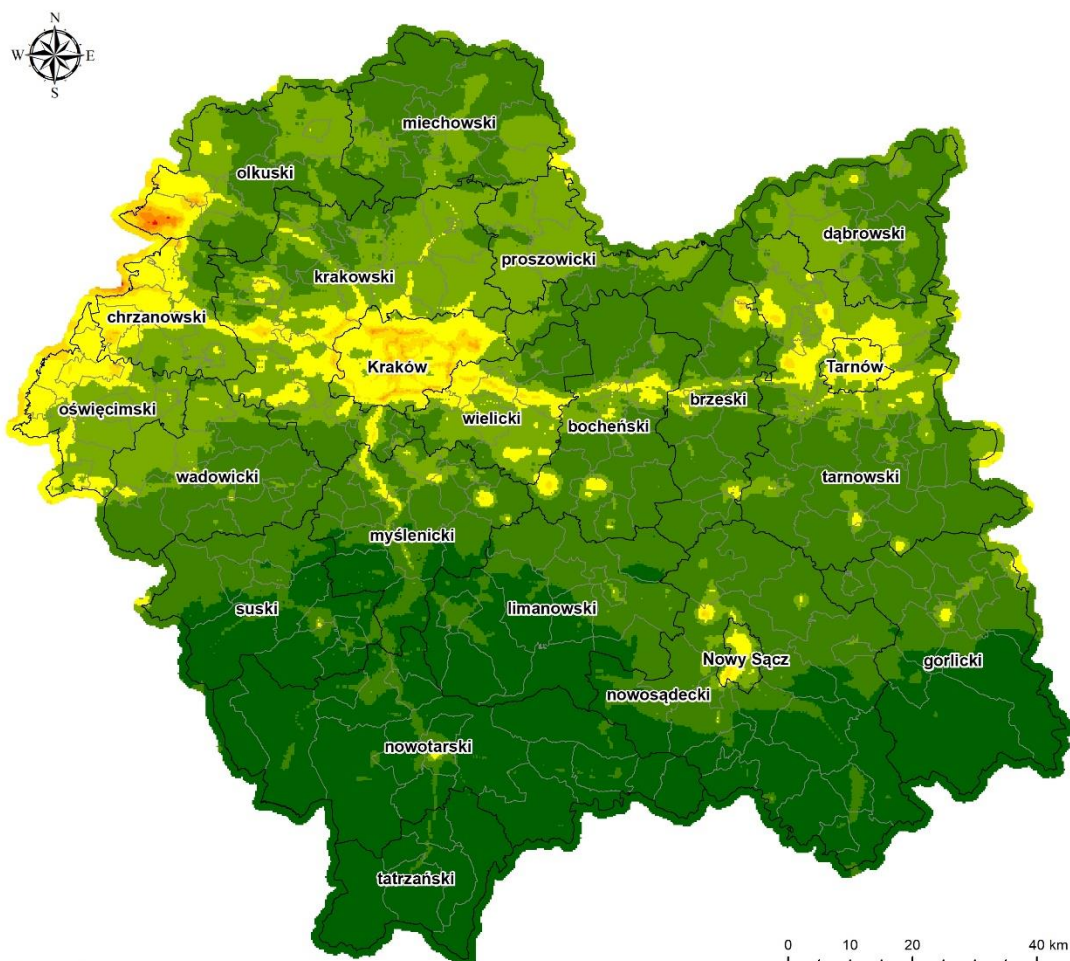 N
W E
S
miechowski
olkuski
dąbrowski
proszowicki
krakowski
chrzanowski
Kraków
Tarnów
brzeski
oświęcimski
wielicki
bocheński
wadowicki
tarnowski
myślenicki
suski
limanowski
Nowy Sącz
gorlicki
nowosądecki
nowotarski
tatrzański
0 10 20 40 km